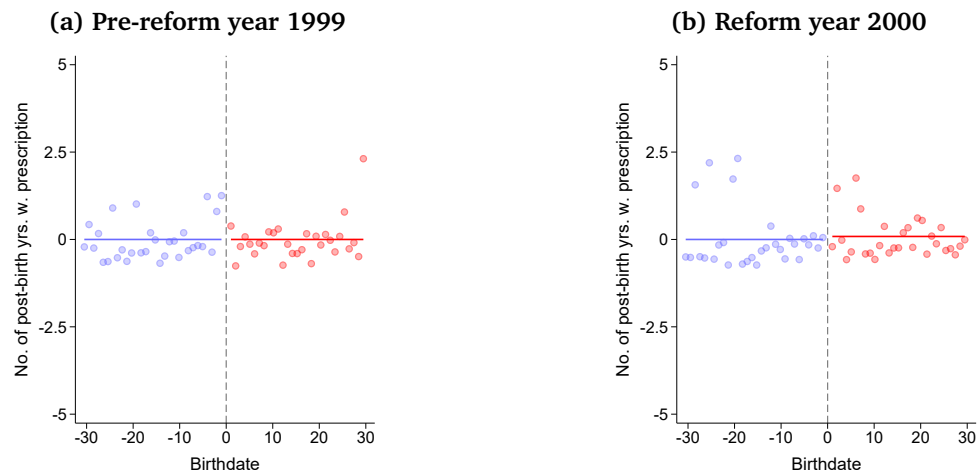 (a) Pre-reform year 1999
No. of post-birth yrs. w. prescription
5
2.5
0
-2.5
-5
-30 -20 -10 0 10 20 30
Birthdate
(b) Reform year 2000
No. of post-birth yrs. w. prescription
5
2.5
0
-2.5
-5
-30 -20 -10 0 10 20 30
Birthdate